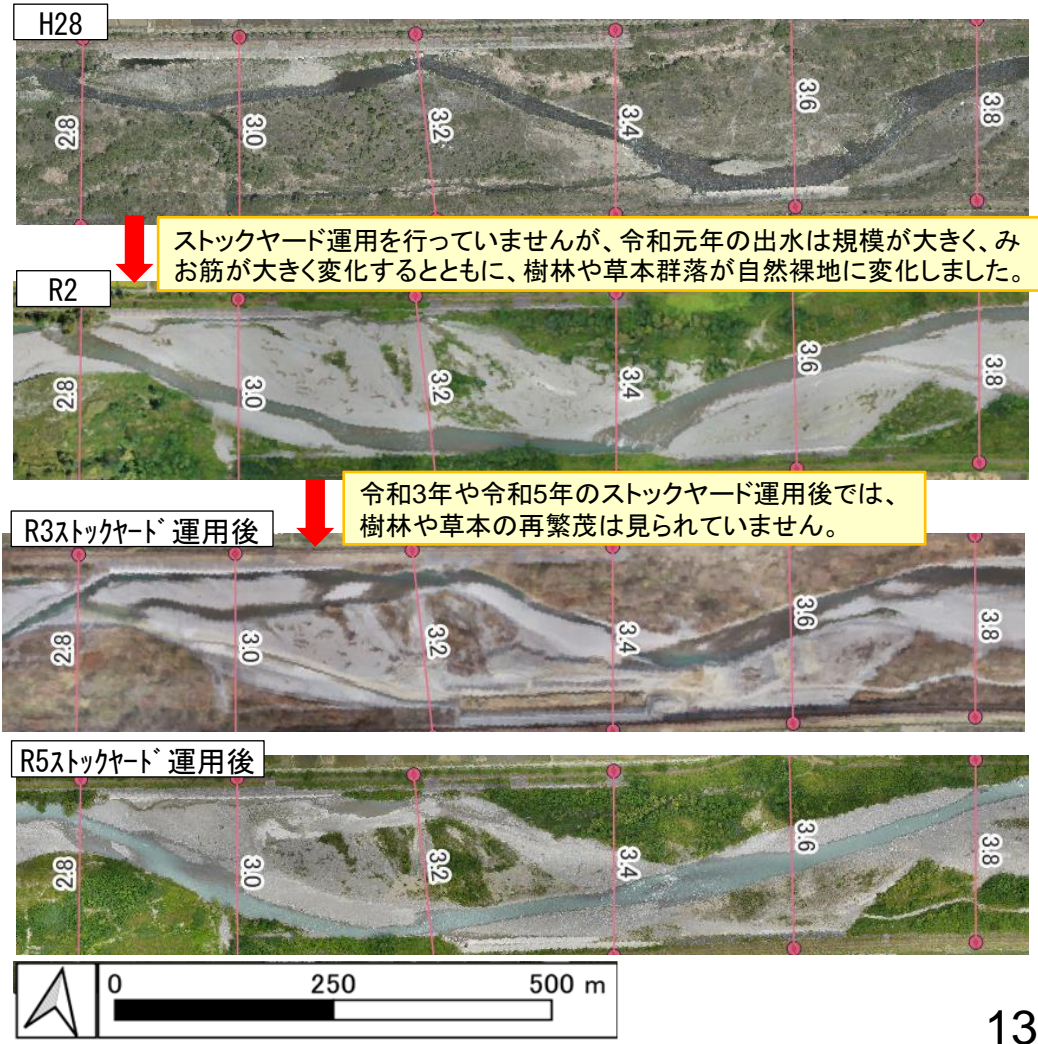 H28
2.8
3.0
3.2
3.4
3.6
3.8
ストックヤード運用を行っていませんが、令和元年の出水は規模が大きく、み
お筋が大きく変化するとともに、樹林や草本群落が自然裸地に変化しました。
R2
2.8
3.0
3.2
3.4
3.6
3.8
令和3年や令和5年のストックヤード運用後では、
樹林や草本の再繁茂は見られていません。
R3ｽﾄｯｸﾔｰﾄﾞ運用後
2.8
3.0
3.2
3.4
3.6
3.8
R5ｽﾄｯｸﾔｰﾄﾞ運用後
2.8
3.0
3.2
3.4
3.6
3.8
0 250 500 m
13